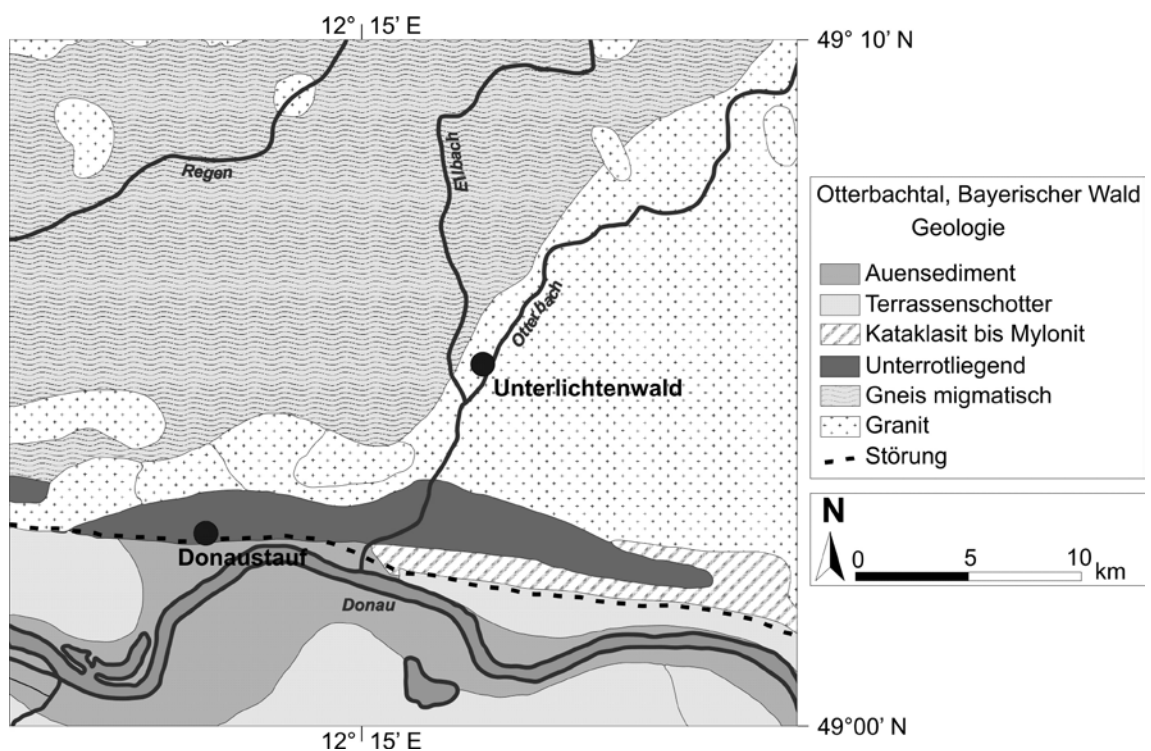 12° 15' E
49° 10' N
Regen
Ellbach
Otterbach
Unterlichtenwald
Donaustauf
Donau
12° 15' E
49°00' N
Otterbachtal, Bayerischer Wald
Geologie
Auensediment
Terrassenschotter
Kataklasit bis Mylonit
Unterrotliegend
Gneis migmatisch
Granit
Störung
N
0 5 10
km